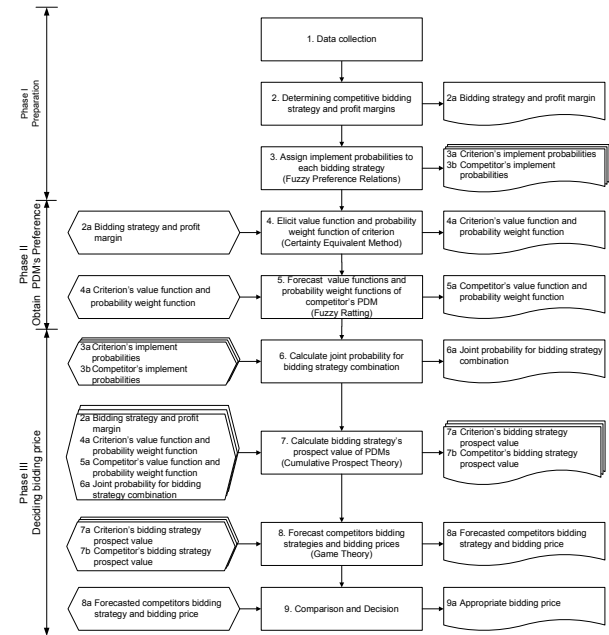 Phase I
Preparation
1. Data collection
2. Determining competitive bidding
strategy and profit margins
2a Bidding strategy and profit margin
3. Assign implement probabilities to
each bidding strategy
(Fuzzy Preference Relations)
3a Criterion's implement probabilities
3b Competitor's implement
probabilities
Phase II
Obtain PDM's Preference
2a Bidding strategy and profit
margin
4. Elicit value function and probability
weight function of criterion
(Certainty Equivalent Method)
4a Criterion's value function and
probability weight function
4a Criterion's value function and
probability weight function
5. Forecast value functions and
probability weight functions of
competitor's PDM
(Fuzzy Ratting)
5a Competitor's value function and
probability weight function
Phase III
Deciding bidding price
3a Criterion's implement
probabilities
3b Competitor's implement
probabilities
6. Calculate joint probability for
bidding strategy combination
6a Joint probability for bidding strategy
combination
2a Bidding strategy and profit
margin
4a Criterion's value function and
probability weight function
5a Competitor's value function and
probability weight function
6a Joint probability for bidding
strategy combination
7. Calculate bidding strategy's
prospect value of PDMs
(Cumulative Prospect Theory)
7a Criterion's bidding strategy
prospect value
7b Competitor's bidding strategy
prospect value
7a Criterion's bidding strategy
prospect value
7b Competitor's bidding strategy
prospect value
8. Forecast competitors bidding
strategies and bidding prices
(Game Theory)
8a Forecasted competitors bidding
strategy and bidding price
8a Forecasted competitors bidding
strategy and bidding price
9. Comparison and Decision
9a Appropriate bidding price